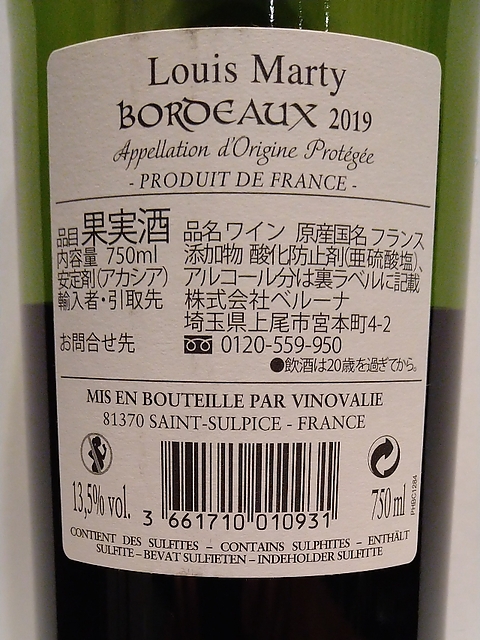 Louis Marty
BORDEAUX 2019
Appellation d'Origine Protégée
- PRODUIT DE FRANCE -
品目 果実酒 品名 ワイン 原産国名 フランス
内容量 750ml 添加物 酸化防止剤(亜硫酸塩)、
安定剤(アカシア) アルコール分は裏ラベルに記載
輸入者・引取先 株式会社ベルーナ
埼玉県上尾市宮本町4-2
お問合せ先 0120-559-950
●飲酒は20歳を過ぎてから。
MIS EN BOUTEILLE PAR VINOVALIE
81370 SAINT-SULPICE - FRANCE
13,5% vol.
3 661710 010931
750 ml
PHBC1284
CONTIENT DES SULFITES – CONTAINS SULPHITES – ENTHÄLT
SULFITE – BEVAT SULFIETEN – INDEHOLDER SULFITTE